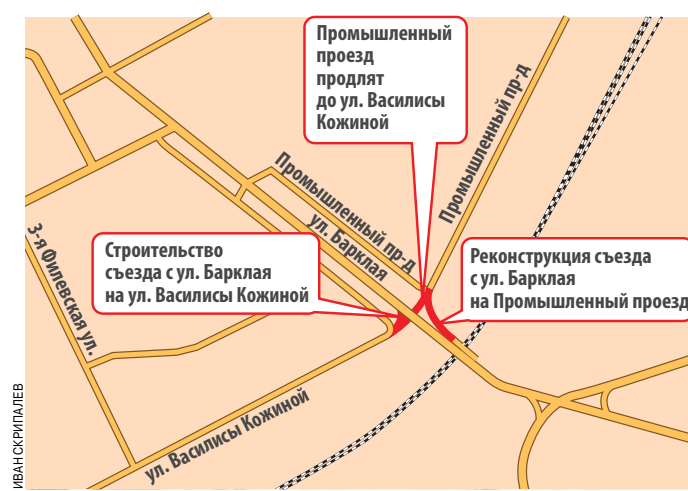 Промышленный
проезд
продлят
до ул. Василисы
Кожиной
Промышленный пр-д
Промышленный пр-д
ул. Барклая
3-я Филевская ул.
Строительство
съезда с ул. Барклая
на ул. Василисы Кожиной
Реконструкция съезда
с ул. Барклая
на Промышленный проезд
ул. Василисы Кожиной
ИВАН СКРИПАЛЕВ